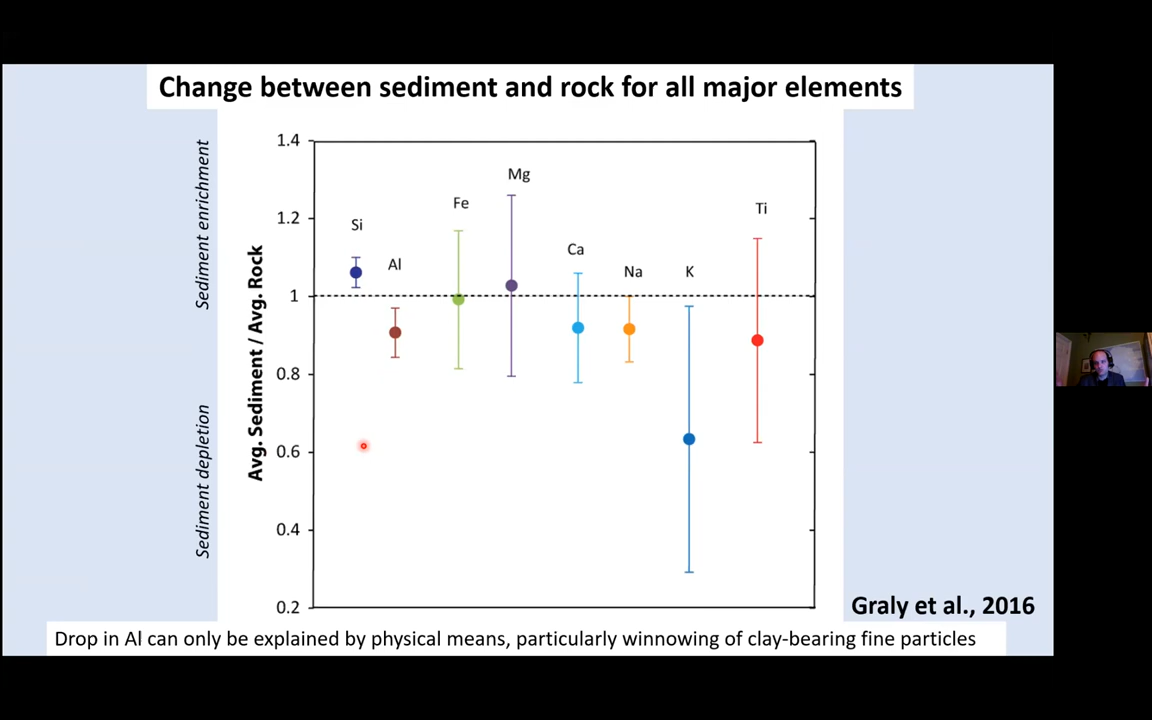 Change between sediment and rock for all major elements
Sediment enrichment
Sediment depletion
Avg. Sediment / Avg. Rock
1.4
1.2
1
0.8
0.6
0.4
0.2
Si
Al
Fe
Mg
Ca
Na
K
Ti
Graly et al., 2016
Drop in Al can only be explained by physical means, particularly winnowing of clay-bearing fine particles